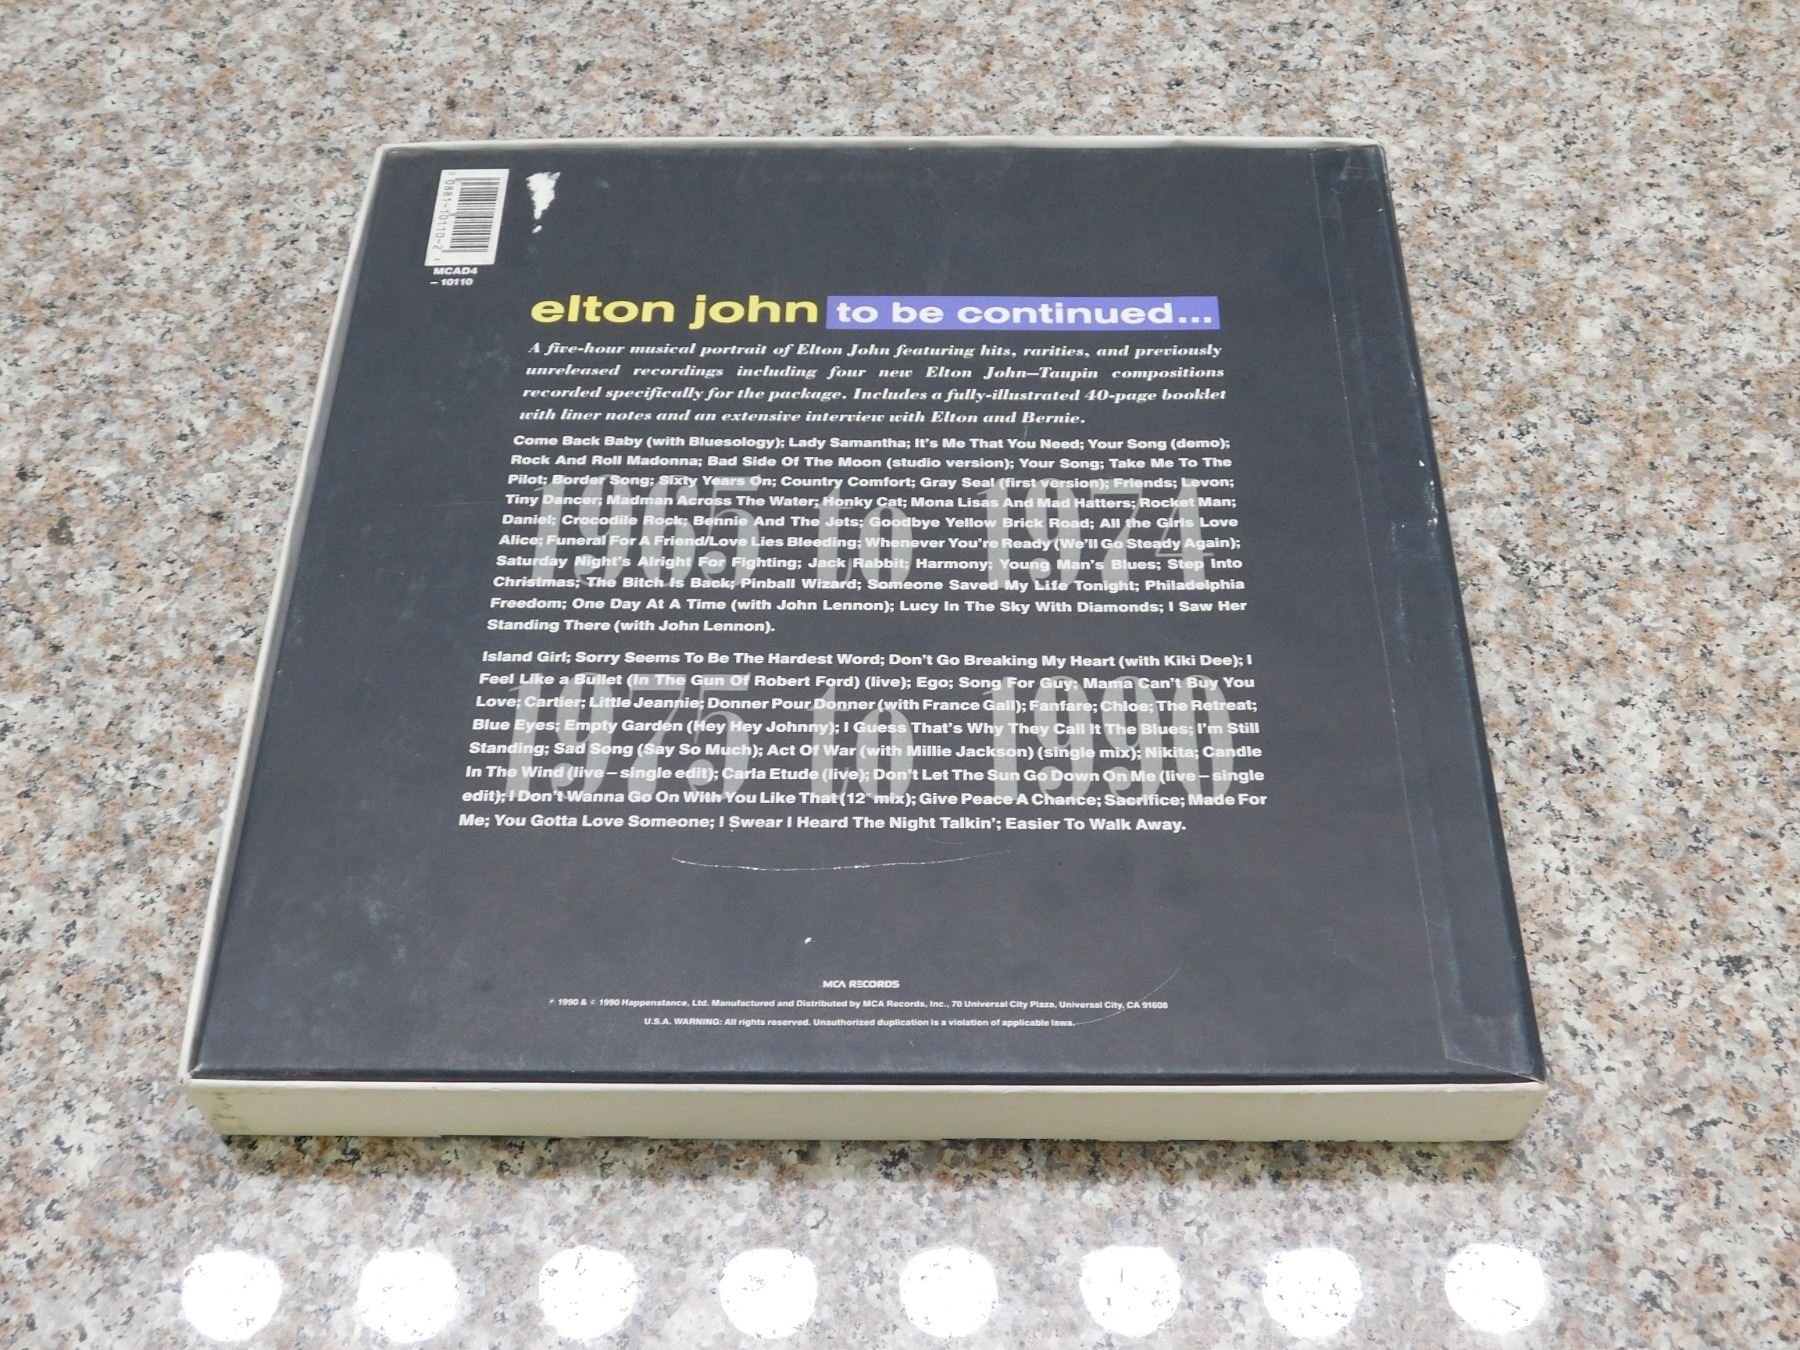 0 0881-10110-2 4
MCAD4
– 10110
elton john to be continued...
A five-hour musical portrait of Elton John featuring hits, rarities, and previously
unreleased recordings including four new Elton John–Taupin compositions
recorded specifically for the package. Includes a fully-illustrated 40-page booklet
with liner notes and an extensive interview with Elton and Bernie.
1965 to 1974
Come Back Baby (with Bluesology); Lady Samantha; It's Me That You Need; Your Song (demo);
Rock And Roll Madonna; Bad Side Of The Moon (studio version); Your Song; Take Me To The
Pilot; Border Song; Sixty Years On; Country Comfort; Gray Seal (first version); Friends; Levon;
Tiny Dancer; Madman Across The Water; Honky Cat; Mona Lisas And Mad Hatters; Rocket Man;
Daniel; Crocodile Rock; Bennie And The Jets; Goodbye Yellow Brick Road; All the Girls Love
Alice; Funeral For A Friend/Love Lies Bleeding; Whenever You're Ready (We'll Go Steady Again);
Saturday Night's Alright For Fighting; Jack Rabbit; Harmony; Young Man's Blues; Step Into
Christmas; The Bitch Is Back; Pinball Wizard; Someone Saved My Life Tonight; Philadelphia
Freedom; One Day At A Time (with John Lennon); Lucy In The Sky With Diamonds; I Saw Her
Standing There (with John Lennon).
1975 to 1990
Island Girl; Sorry Seems To Be The Hardest Word; Don't Go Breaking My Heart (with Kiki Dee); I
Feel Like a Bullet (In The Gun Of Robert Ford) (live); Ego; Song For Guy; Mama Can't Buy You
Love; Cartier; Little Jeannie; Donner Pour Donner (with France Gall); Fanfare; Chloe; The Retreat;
Blue Eyes; Empty Garden (Hey Hey Johnny); I Guess That's Why They Call It The Blues; I'm Still
Standing; Sad Song (Say So Much); Act Of War (with Millie Jackson) (single mix); Nikita; Candle
In The Wind (live – single edit); Carla Etude (live); Don't Let The Sun Go Down On Me (live – single
edit); I Don't Wanna Go On With You Like That (12" mix); Give Peace A Chance; Sacrifice; Made For
Me; You Gotta Love Someone; I Swear I Heard The Night Talkin'; Easier To Walk Away.
MCA RECORDS
℗ 1990 & © 1990 Happenstance, Ltd. Manufactured and Distributed by MCA Records, Inc., 70 Universal City Plaza, Universal City, CA 91608
U.S.A. WARNING: All rights reserved. Unauthorized duplication is a violation of applicable laws.